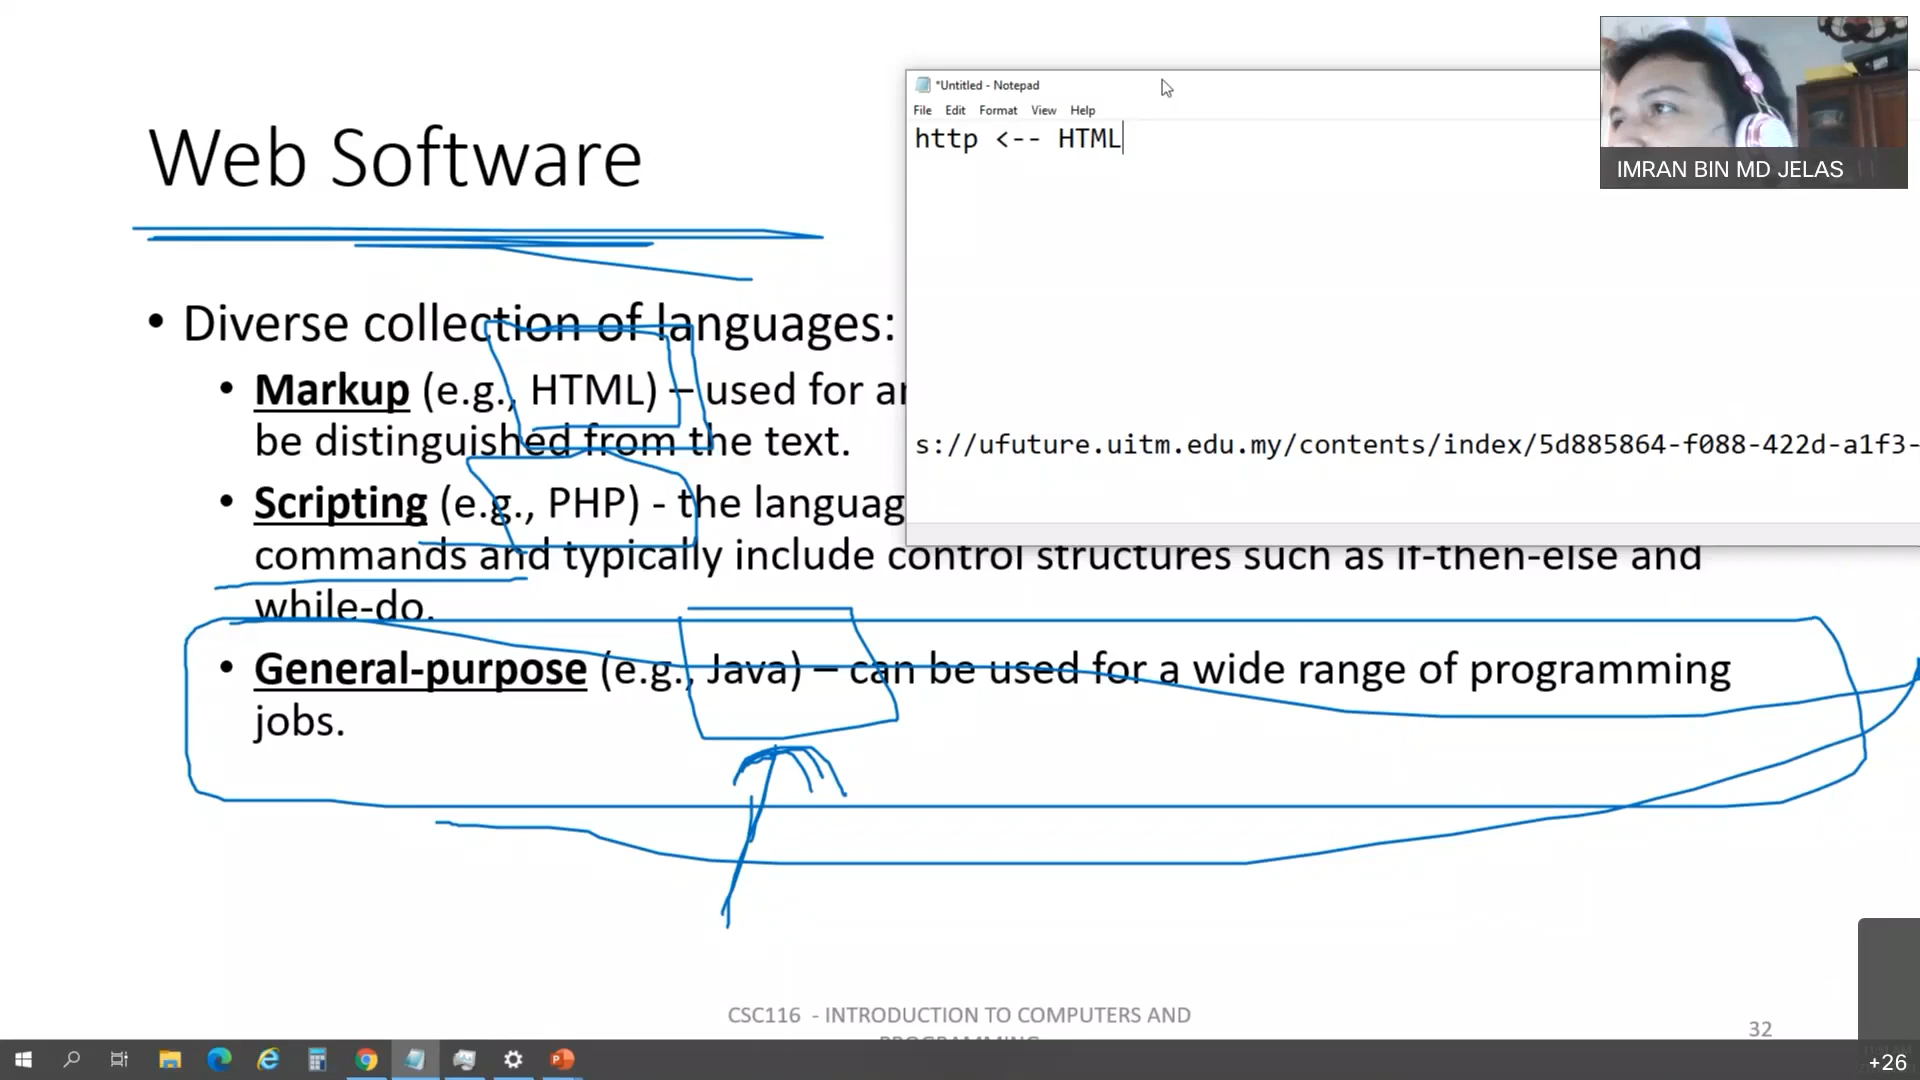 Web Software
• Diverse collection of languages:
• Markup (e.g., HTML) – used for an
be distinguished from the text.
• Scripting (e.g., PHP) - the languag
commands and typically include control structures such as if-then-else and
while-do.
• General-purpose (e.g., Java) – can be used for a wide range of programming
jobs.
CSC116 - INTRODUCTION TO COMPUTERS AND
PROGRAMMING
32
*Untitled - Notepad
File Edit Format View Help
http <-- HTML
s://ufuture.uitm.edu.my/contents/index/5d885864-f088-422d-a1f3-
IMRAN BIN MD JELAS
+26